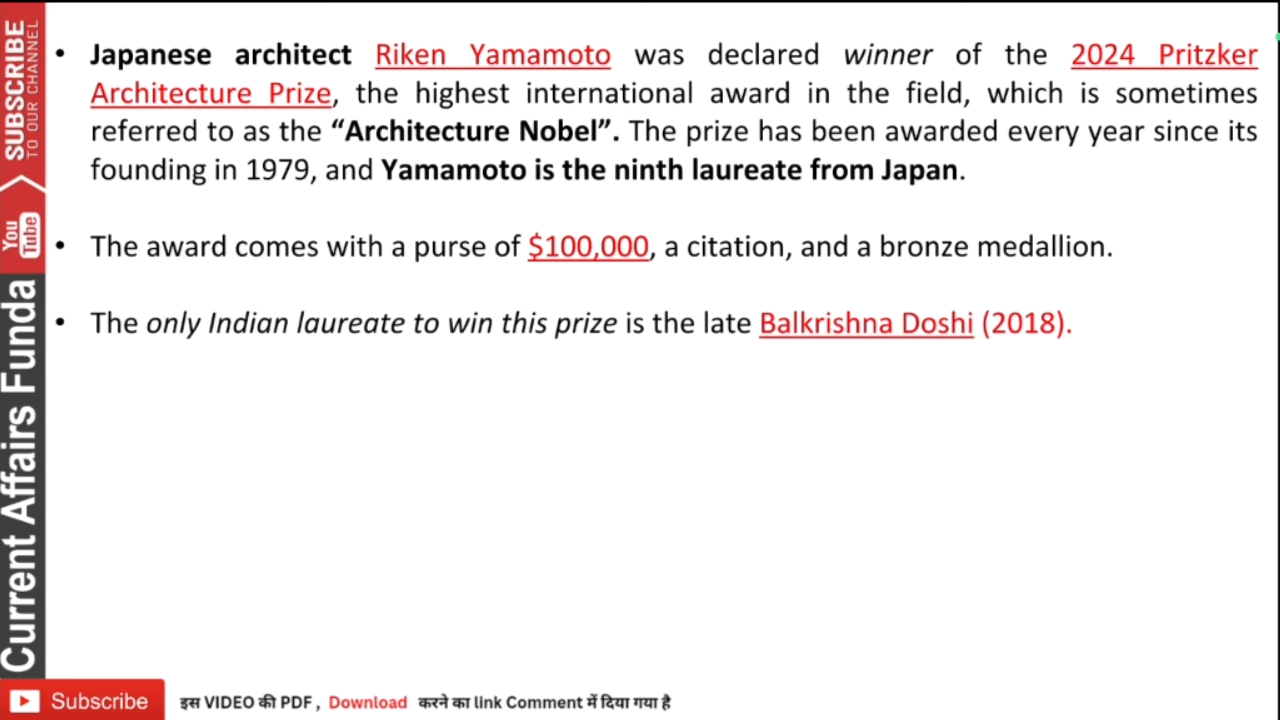 SUBSCRIBE
TO OUR CHANNEL
You
Tube
Current Affairs Funda
• Japanese architect Riken Yamamoto was declared winner of the 2024 Pritzker
Architecture Prize, the highest international award in the field, which is sometimes
referred to as the “Architecture Nobel”. The prize has been awarded every year since its
founding in 1979, and Yamamoto is the ninth laureate from Japan.
• The award comes with a purse of $100,000, a citation, and a bronze medallion.
• The only Indian laureate to win this prize is the late Balkrishna Doshi (2018).
Subscribe
इस VIDEO की PDF , Download करने का link Comment में दिया गया है